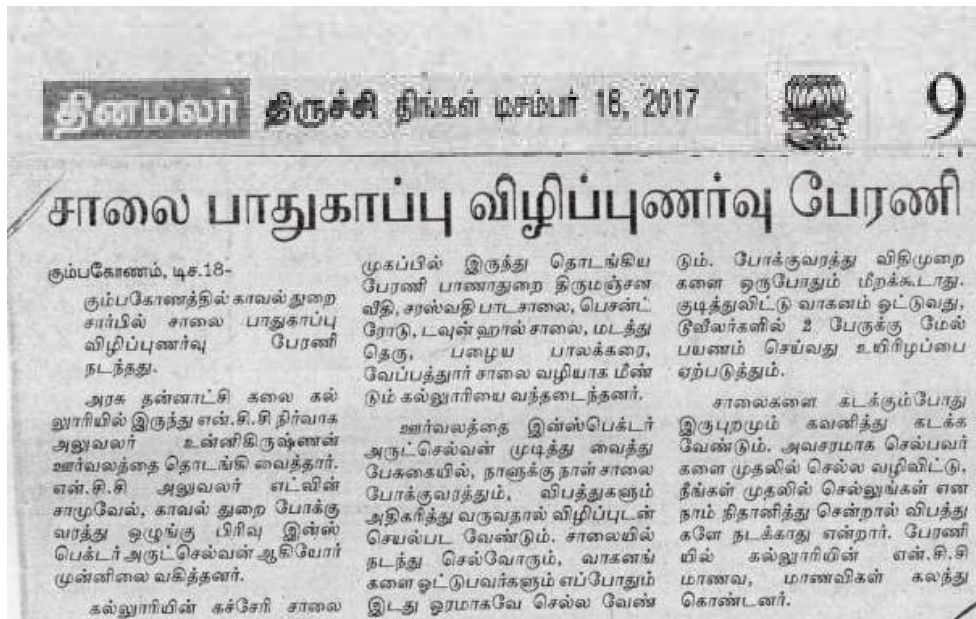 தினமலர் திருச்சி திங்கள் டிசம்பர் 18, 2017 9
சாலை பாதுகாப்பு விழிப்புணர்வு பேரணி
கும்பகோணம், டிச.18-
கும்பகோணத்தில் காவல் துறை
சார்பில் சாலை பாதுகாப்பு
விழிப்புணர்வு பேரணி
நடந்தது.
அரசு தன்னாட்சி கலை கல்
லூரியில் இருந்து என்.சி.சி நிர்வாக
அலுவலர் உன்னிகிருஷ்ணன்
ஊர்வலத்தை தொடங்கி வைத்தார்.
என்.சி.சி அலுவலர் எட்வின்
சாமுவேல், காவல் துறை போக்கு
வரத்து ஒழுங்கு பிரிவு இன்ஸ்
பெக்டர் அருட்செல்வன் ஆகியோர்
முன்னிலை வகித்தனர்.
கல்லூரியின் கச்சேரி சாலை
முகப்பில் இருந்து தொடங்கிய
பேரணி பாணாதுறை திருமஞ்சன
வீதி, சரஸ்வதி பாடசாலை, பெசன்ட்
ரோடு, டவுன் ஹால் சாலை, மடத்து
தெரு, பழைய பாலக்கரை,
வேப்பத்தூர் சாலை வழியாக மீண்
டும் கல்லூரியை வந்தடைந்தனர்.
ஊர்வலத்தை இன்ஸ்பெக்டர்
அருட்செல்வன் முடித்து வைத்து
பேசுகையில், நாளுக்கு நாள் சாலை
போக்குவரத்தும், விபத்துகளும்
அதிகரித்து வருவதால் விழிப்புடன்
செயல்பட வேண்டும். சாலையில்
நடந்து செல்வோரும், வாகனங்
களை ஓட்டுபவர்களும் எப்போதும்
இடது ஓரமாகவே செல்ல வேண்
டும். போக்குவரத்து விதிமுறை
களை ஒருபோதும் மீறக்கூடாது.
குடித்துவிட்டு வாகனம் ஓட்டுவது,
டூவீலர்களில் 2 பேருக்கு மேல்
பயணம் செய்வது உயிரிழப்பை
ஏற்படுத்தும்.
சாலைகளை கடக்கும்போது
இருபுறமும் கவனித்து கடக்க
வேண்டும். அவசரமாக செல்பவர்
களை முதலில் செல்ல வழிவிட்டு,
நீங்கள் முதலில் செல்லுங்கள் என
நாம் நிதானித்து சென்றால் விபத்து
களே நடக்காது என்றார். பேரணி
யில் கல்லூரியின் என்.சி.சி
மாணவ, மாணவிகள் கலந்து
கொண்டனர்.